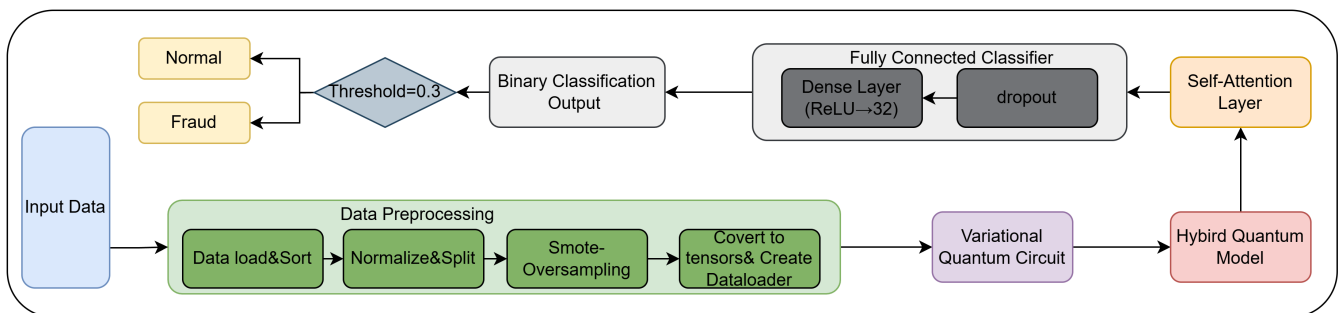 Normal
Fraud
Threshold=0.3
Binary Classification
Output
Fully Connected Classifier
Dense Layer
(ReLU→32)
dropout
Self-Attention
Layer
Input Data
Data Preprocessing
Data load&Sort
Normalize&Split
Smote-
Oversampling
Covert to
tensors& Create
Dataloader
Variational
Quantum Circuit
Hybird Quantum
Model